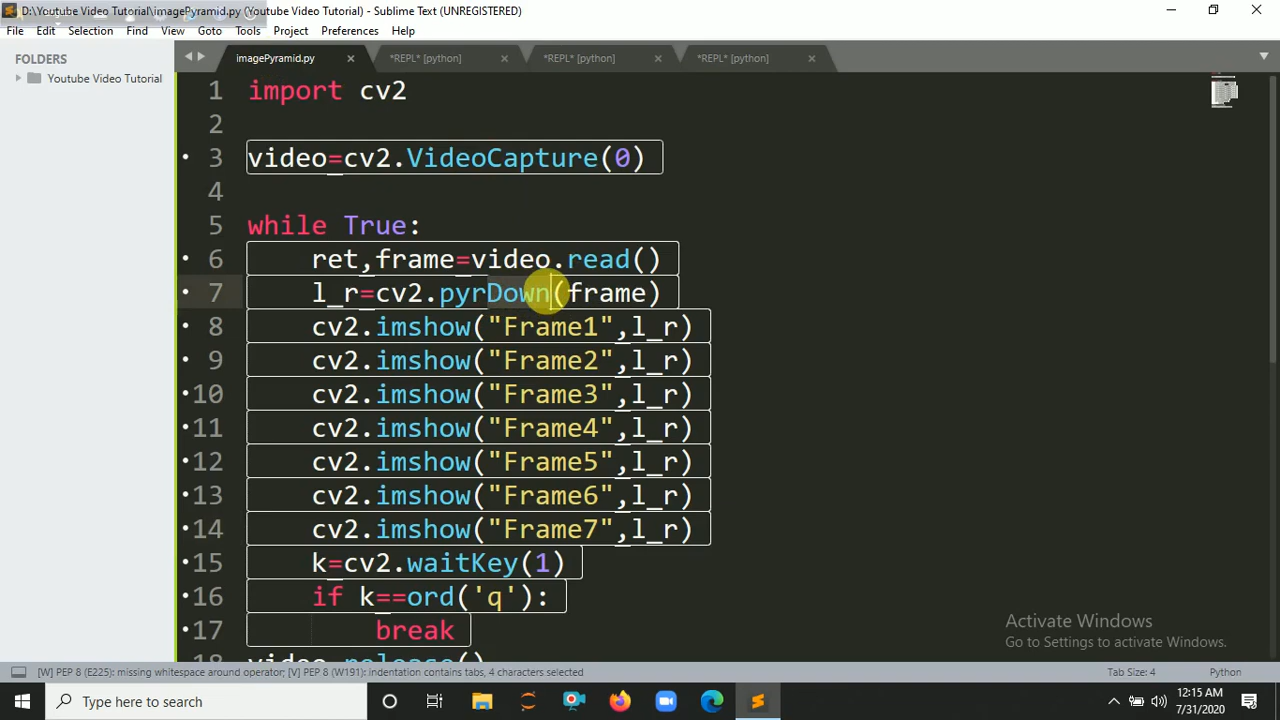 D:\Youtube Video Tutorial\imagePyramid.py (Youtube Video Tutorial) - Sublime Text (UNREGISTERED)
File Edit Selection Find View Goto Tools Project Preferences Help
FOLDERS
Youtube Video Tutorial
imagePyramid.py *REPL* [python] *REPL* [python] *REPL* [python]
1 import cv2
2
3 video=cv2.VideoCapture(0)
4
5 while True:
6 ret,frame=video.read()
7 l_r=cv2.pyrDown(frame)
8 cv2.imshow("Frame1",l_r)
9 cv2.imshow("Frame2",l_r)
10 cv2.imshow("Frame3",l_r)
11 cv2.imshow("Frame4",l_r)
12 cv2.imshow("Frame5",l_r)
13 cv2.imshow("Frame6",l_r)
14 cv2.imshow("Frame7",l_r)
15 k=cv2.waitKey(1)
16 if k==ord('q'):
17 break
18 video.release()
Activate Windows
Go to Settings to activate Windows.
[W] PEP 8 (E225): missing whitespace around operator; [V] PEP 8 (W191): indentation contains tabs, 4 characters selected
Tab Size: 4 Python
Type here to search
12:15 AM
7/31/2020